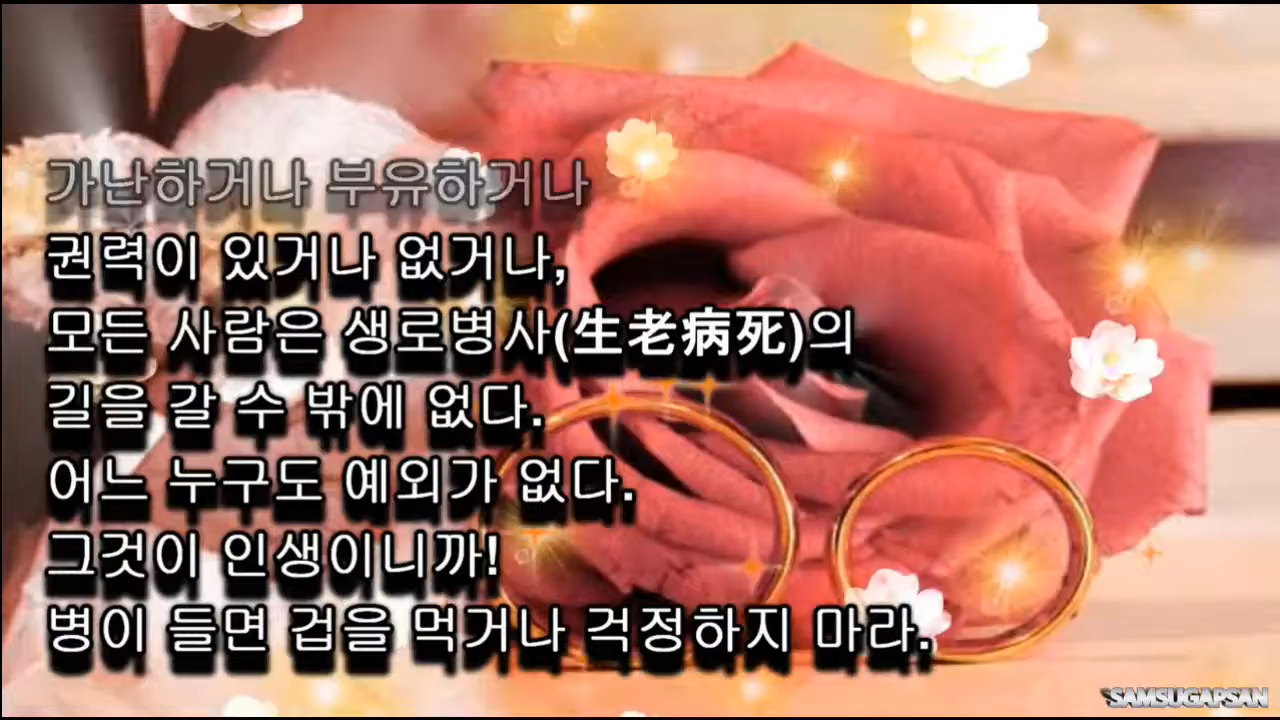 가난하거나 부유하거나
권력이 있거나 없거나,
모든 사람은 생로병사(生老病死)의
길을 갈 수 밖에 없다.
어느 누구도 예외가 없다.
그것이 인생이니까!
병이 들면 겁을 먹거나 걱정하지 마라.
SAMSUGAPSAN